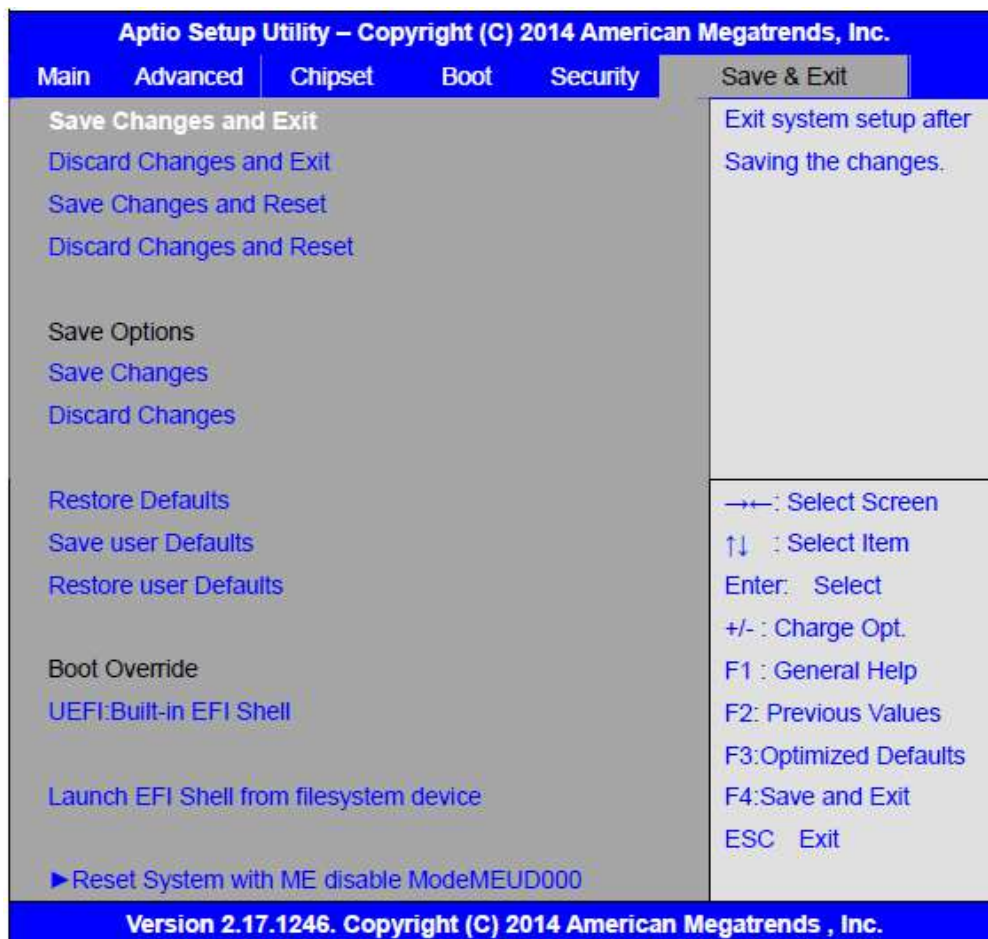 Aptio Setup Utility – Copyright (C) 2014 American Megatrends, Inc.
Main Advanced Chipset Boot Security Save & Exit
Save Changes and Exit
Discard Changes and Exit
Save Changes and Reset
Discard Changes and Reset
Save Options
Save Changes
Discard Changes
Restore Defaults
Save user Defaults
Restore user Defaults
Boot Override
UEFI:Built-in EFI Shell
Launch EFI Shell from filesystem device
►Reset System with ME disable ModeMEUD000
Exit system setup after
Saving the changes.
→←: Select Screen
↑↓ : Select Item
Enter: Select
+/- : Charge Opt.
F1 : General Help
F2: Previous Values
F3:Optimized Defaults
F4:Save and Exit
ESC Exit
Version 2.17.1246. Copyright (C) 2014 American Megatrends , Inc.